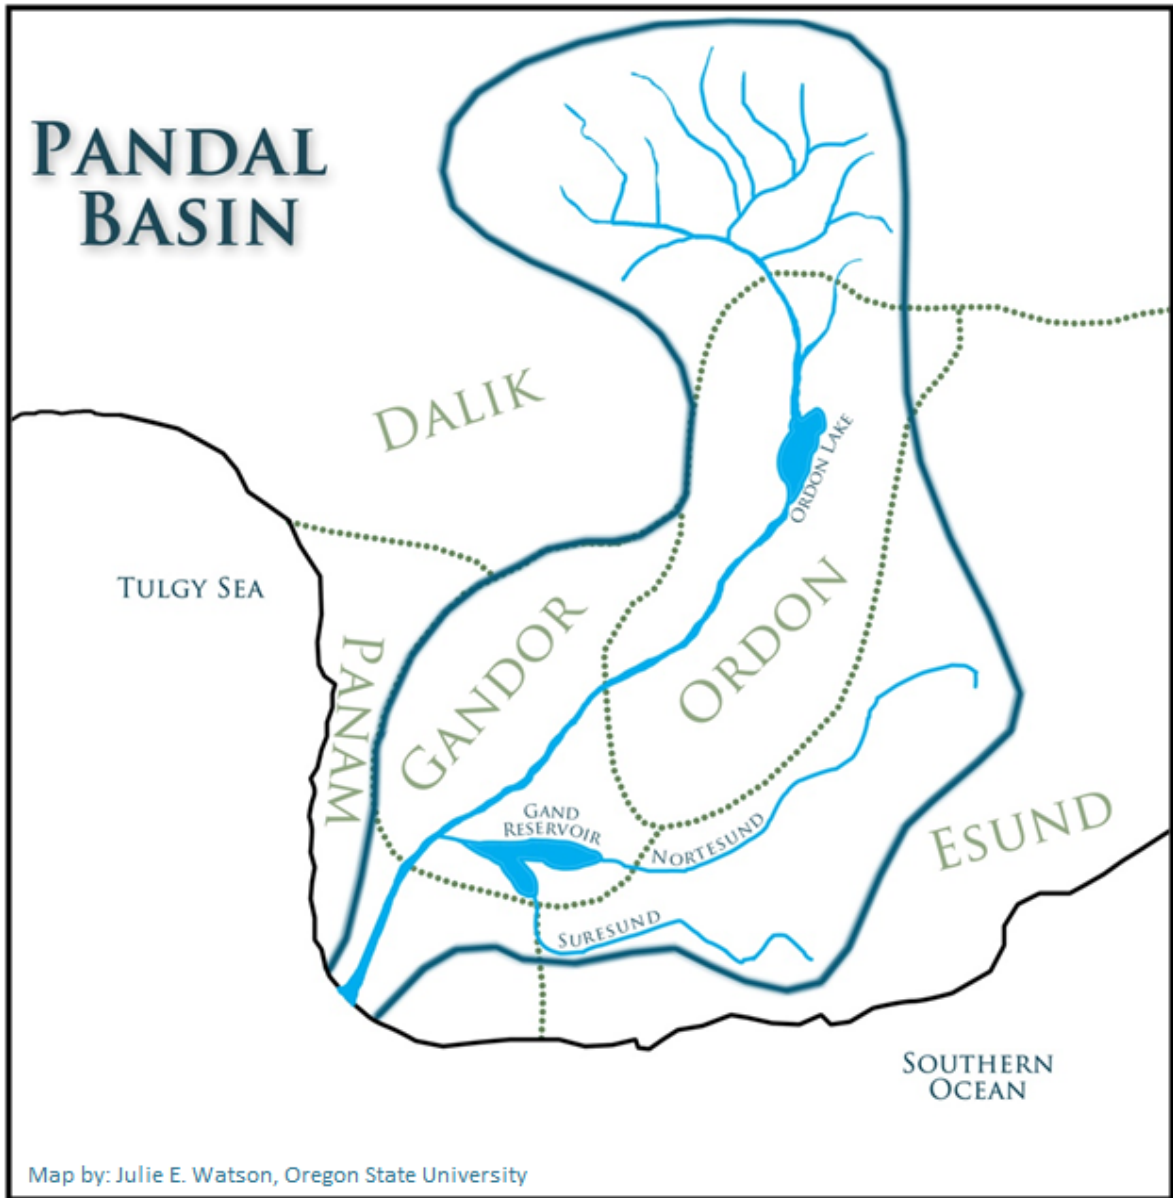 PANDAL
BASIN
DALIK
ORDON LAKE
TULGY SEA
PANAM
GANDOR
ORDON
GAND
RESERVOIR
NORTESUND
ESUND
SURESUND
SOUTHERN
OCEAN
Map by: Julie E. Watson, Oregon State University